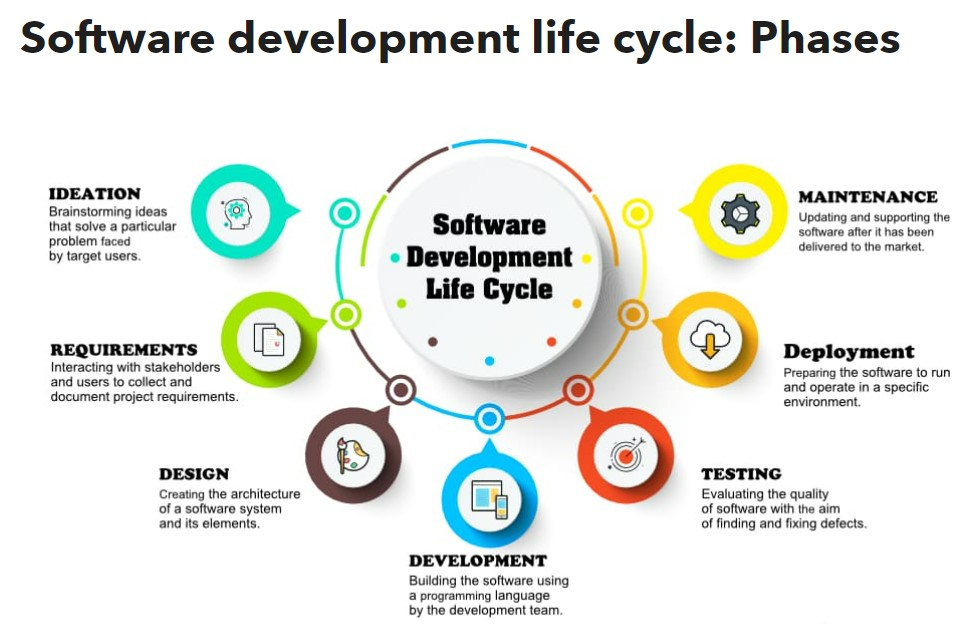 Software development life cycle: Phases
Software
Development
Life Cycle
IDEATION
Brainstorming ideas
that solve a particular
problem faced
by target users.
REQUIREMENTS
Interacting with stakeholders
and users to collect and
document project requirements.
DESIGN
Creating the architecture
of a software system
and its elements.
DEVELOPMENT
Building the software using
a programming language
by the development team.
TESTING
Evaluating the quality
of software with the aim
of finding and fixing defects.
Deployment
Preparing the software to run
and operate in a specific
environment.
MAINTENANCE
Updating and supporting the
software after it has been
delivered to the market.